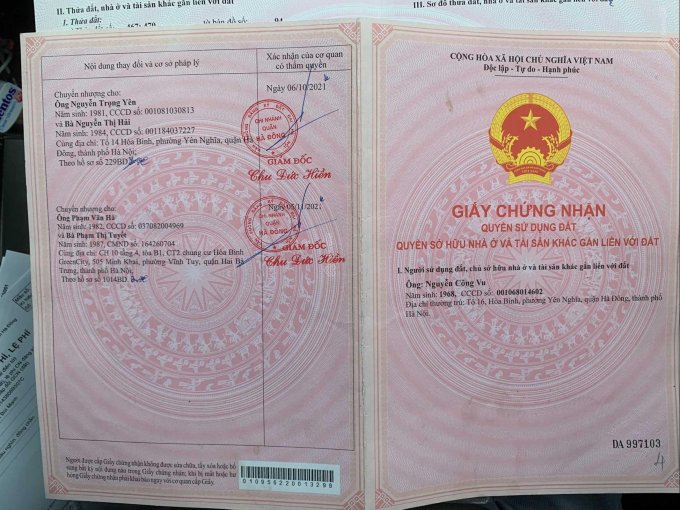 II. Thửa đất, nhà ở và tài sản khác gắn liền với đất
1. Thửa đất:
III. Sơ đồ thửa đất, nhà ở và tài sản khác gắn liền
Nội dung thay đổi và cơ sở pháp lý
Xác nhận của cơ quan
có thẩm quyền
Chuyển nhượng cho:
Ông Nguyễn Trọng Yên
Năm sinh: 1981, CCCD số: 001081030813
và Bà Nguyễn Thị Hải
Năm sinh: 1984, CCCD số: 001184037227
Cùng địa chỉ: Tổ 14 Hòa Bình, phường Yên Nghĩa, quận Hà
Đông, thành phố Hà Nội;
Theo hồ sơ số 229BD
Ngày 06/10/2021
CHI NHÁNH
QUẬN
HÀ ĐÔNG
GIÁM ĐỐC
Chu Đức Hiển
Chuyển nhượng cho:
Ông Phạm Văn Hà
Năm sinh: 1982, CCCD số: 037082004969
và Bà Phạm Thị Tuyết
Năm sinh: 1987, CMND số: 164260704
Cùng địa chỉ: CH 10 tầng 4, tòa B1, CT2 chung cư Hòa Bình
GreenCity, 505 Minh Khai, phường Vĩnh Tuy, quận Hai Bà
Trưng, thành phố Hà Nội;
Theo hồ sơ số 1014BD
Ngày 05/11/2021
CHI NHÁNH
QUẬN
HÀ ĐÔNG
GIÁM ĐỐC
Chu Đức Hiển
Người được cấp Giấy chứng nhận không được sửa chữa, tẩy xóa hoặc bổ
sung bất kỳ nội dung nào trong Giấy chứng nhận; khi bị mất hoặc hư
hỏng Giấy chứng nhận phải khai báo ngay với cơ quan cấp Giấy.
010956220013299
CỘNG HÒA XÃ HỘI CHỦ NGHĨA VIỆT NAM
Độc lập - Tự do - Hạnh phúc
GIẤY CHỨNG NHẬN
QUYỀN SỬ DỤNG ĐẤT
QUYỀN SỞ HỮU NHÀ Ở VÀ TÀI SẢN KHÁC GẮN LIỀN VỚI ĐẤT
I. Người sử dụng đất, chủ sở hữu nhà ở và tài sản khác gắn liền với đất
Ông: Nguyễn Công Vu
Năm sinh: 1968, CCCD số: 001068014602
Địa chỉ thường trú: Tổ 16, Hòa Bình, phường Yên Nghĩa, quận Hà Đông, thành phố
Hà Nội.
DA 997103
4